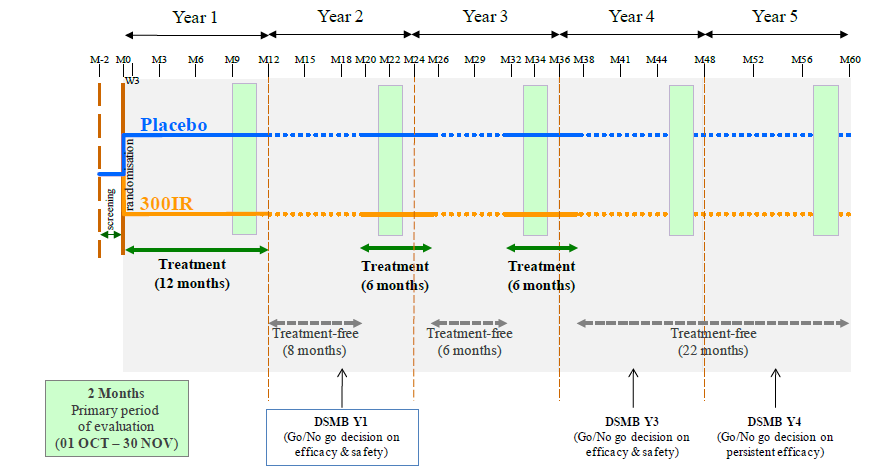 Year 1 Year 2 Year 3 Year 4 Year 5
M-2 M0 M3 M6 M9 M12 M15 M18 M20 M22 M24 M26 M29 M32 M34 M36 M38 M41 M44 M48 M52 M56 M60
W3
Placebo
randomisation
300IR
screening
Treatment
(12 months)
Treatment
(6 months)
Treatment
(6 months)
Treatment-free
(8 months)
Treatment-free
(6 months)
Treatment-free
(22 months)
2 Months
Primary period
of evaluation
(01 OCT – 30 NOV)
DSMB Y1
(Go/No go decision on
efficacy & safety)
DSMB Y3
(Go/No go decision on
efficacy & safety)
DSMB Y4
(Go/No go decision on
persistent efficacy)